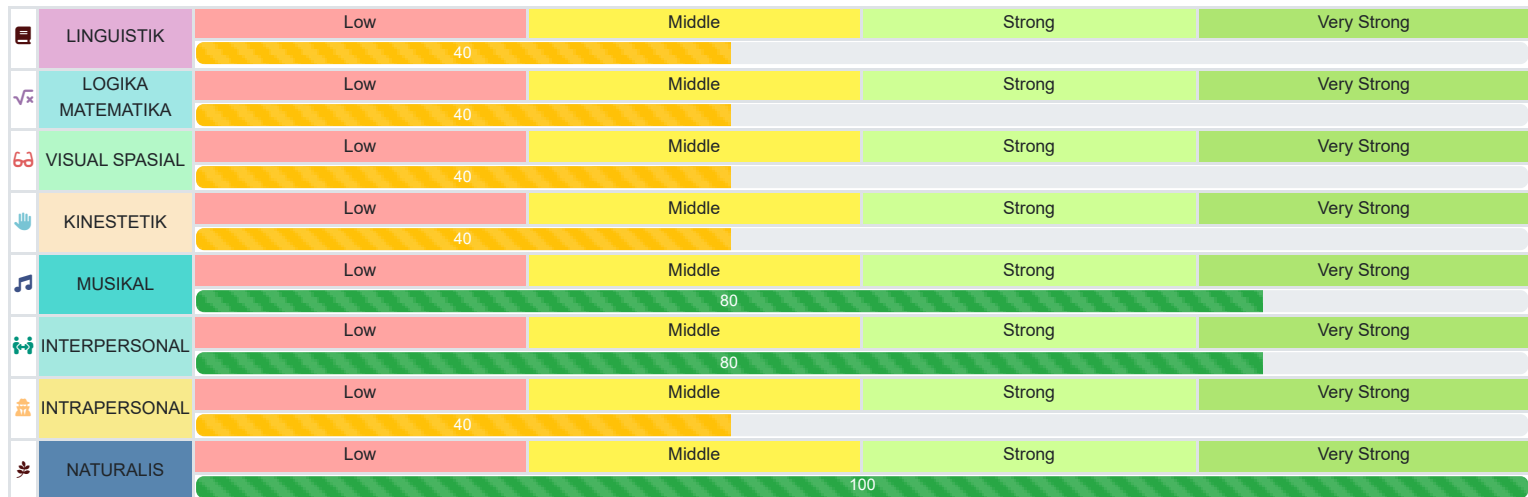 Low Middle Strong Very Strong
LINGUISTIK
40
Low Middle Strong Very Strong
LOGIKA
MATEMATIKA
40
Low Middle Strong Very Strong
VISUAL SPASIAL
40
Low Middle Strong Very Strong
KINESTETIK
40
Low Middle Strong Very Strong
MUSIKAL
80
Low Middle Strong Very Strong
INTERPERSONAL
80
Low Middle Strong Very Strong
INTRAPERSONAL
40
Low Middle Strong Very Strong
NATURALIS
100